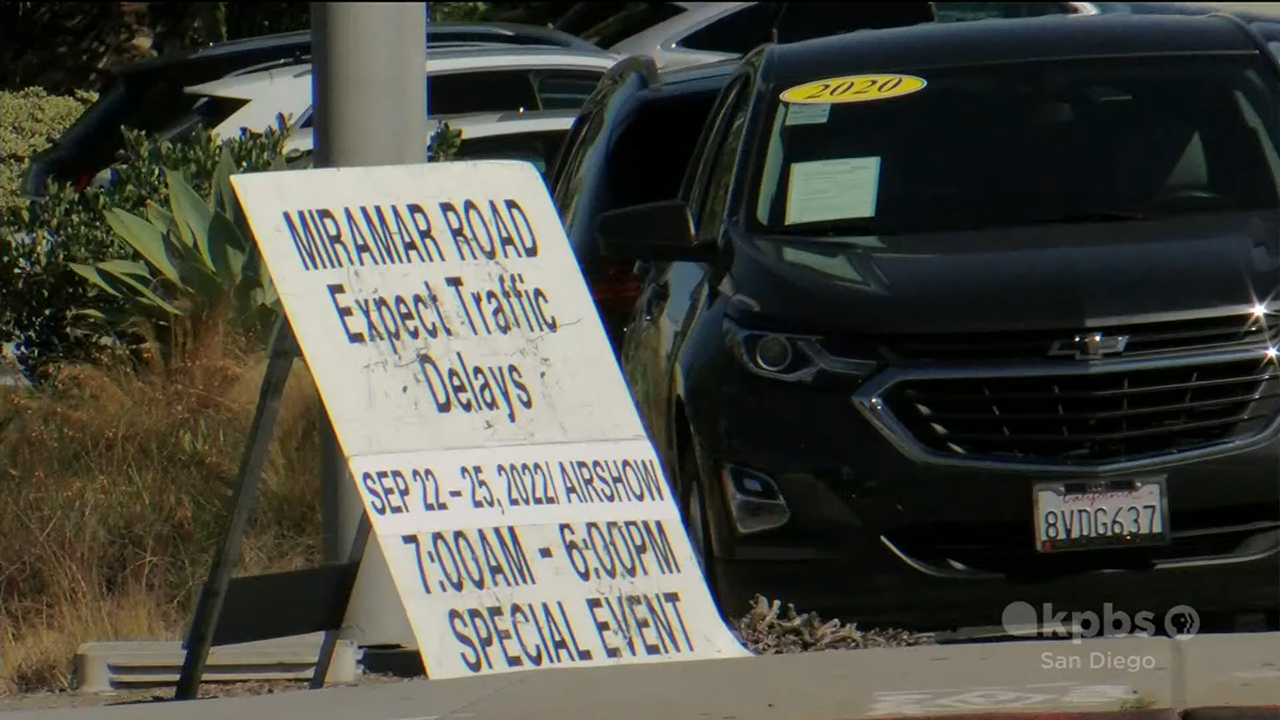 2020
MIRAMAR ROAD
Expect Traffic
Delays
SEP 22 - 25, 2022/ AIRSHOW
7:00AM - 6:00PM
SPECIAL EVENT
California
8VDG637
kpbs
San Diego